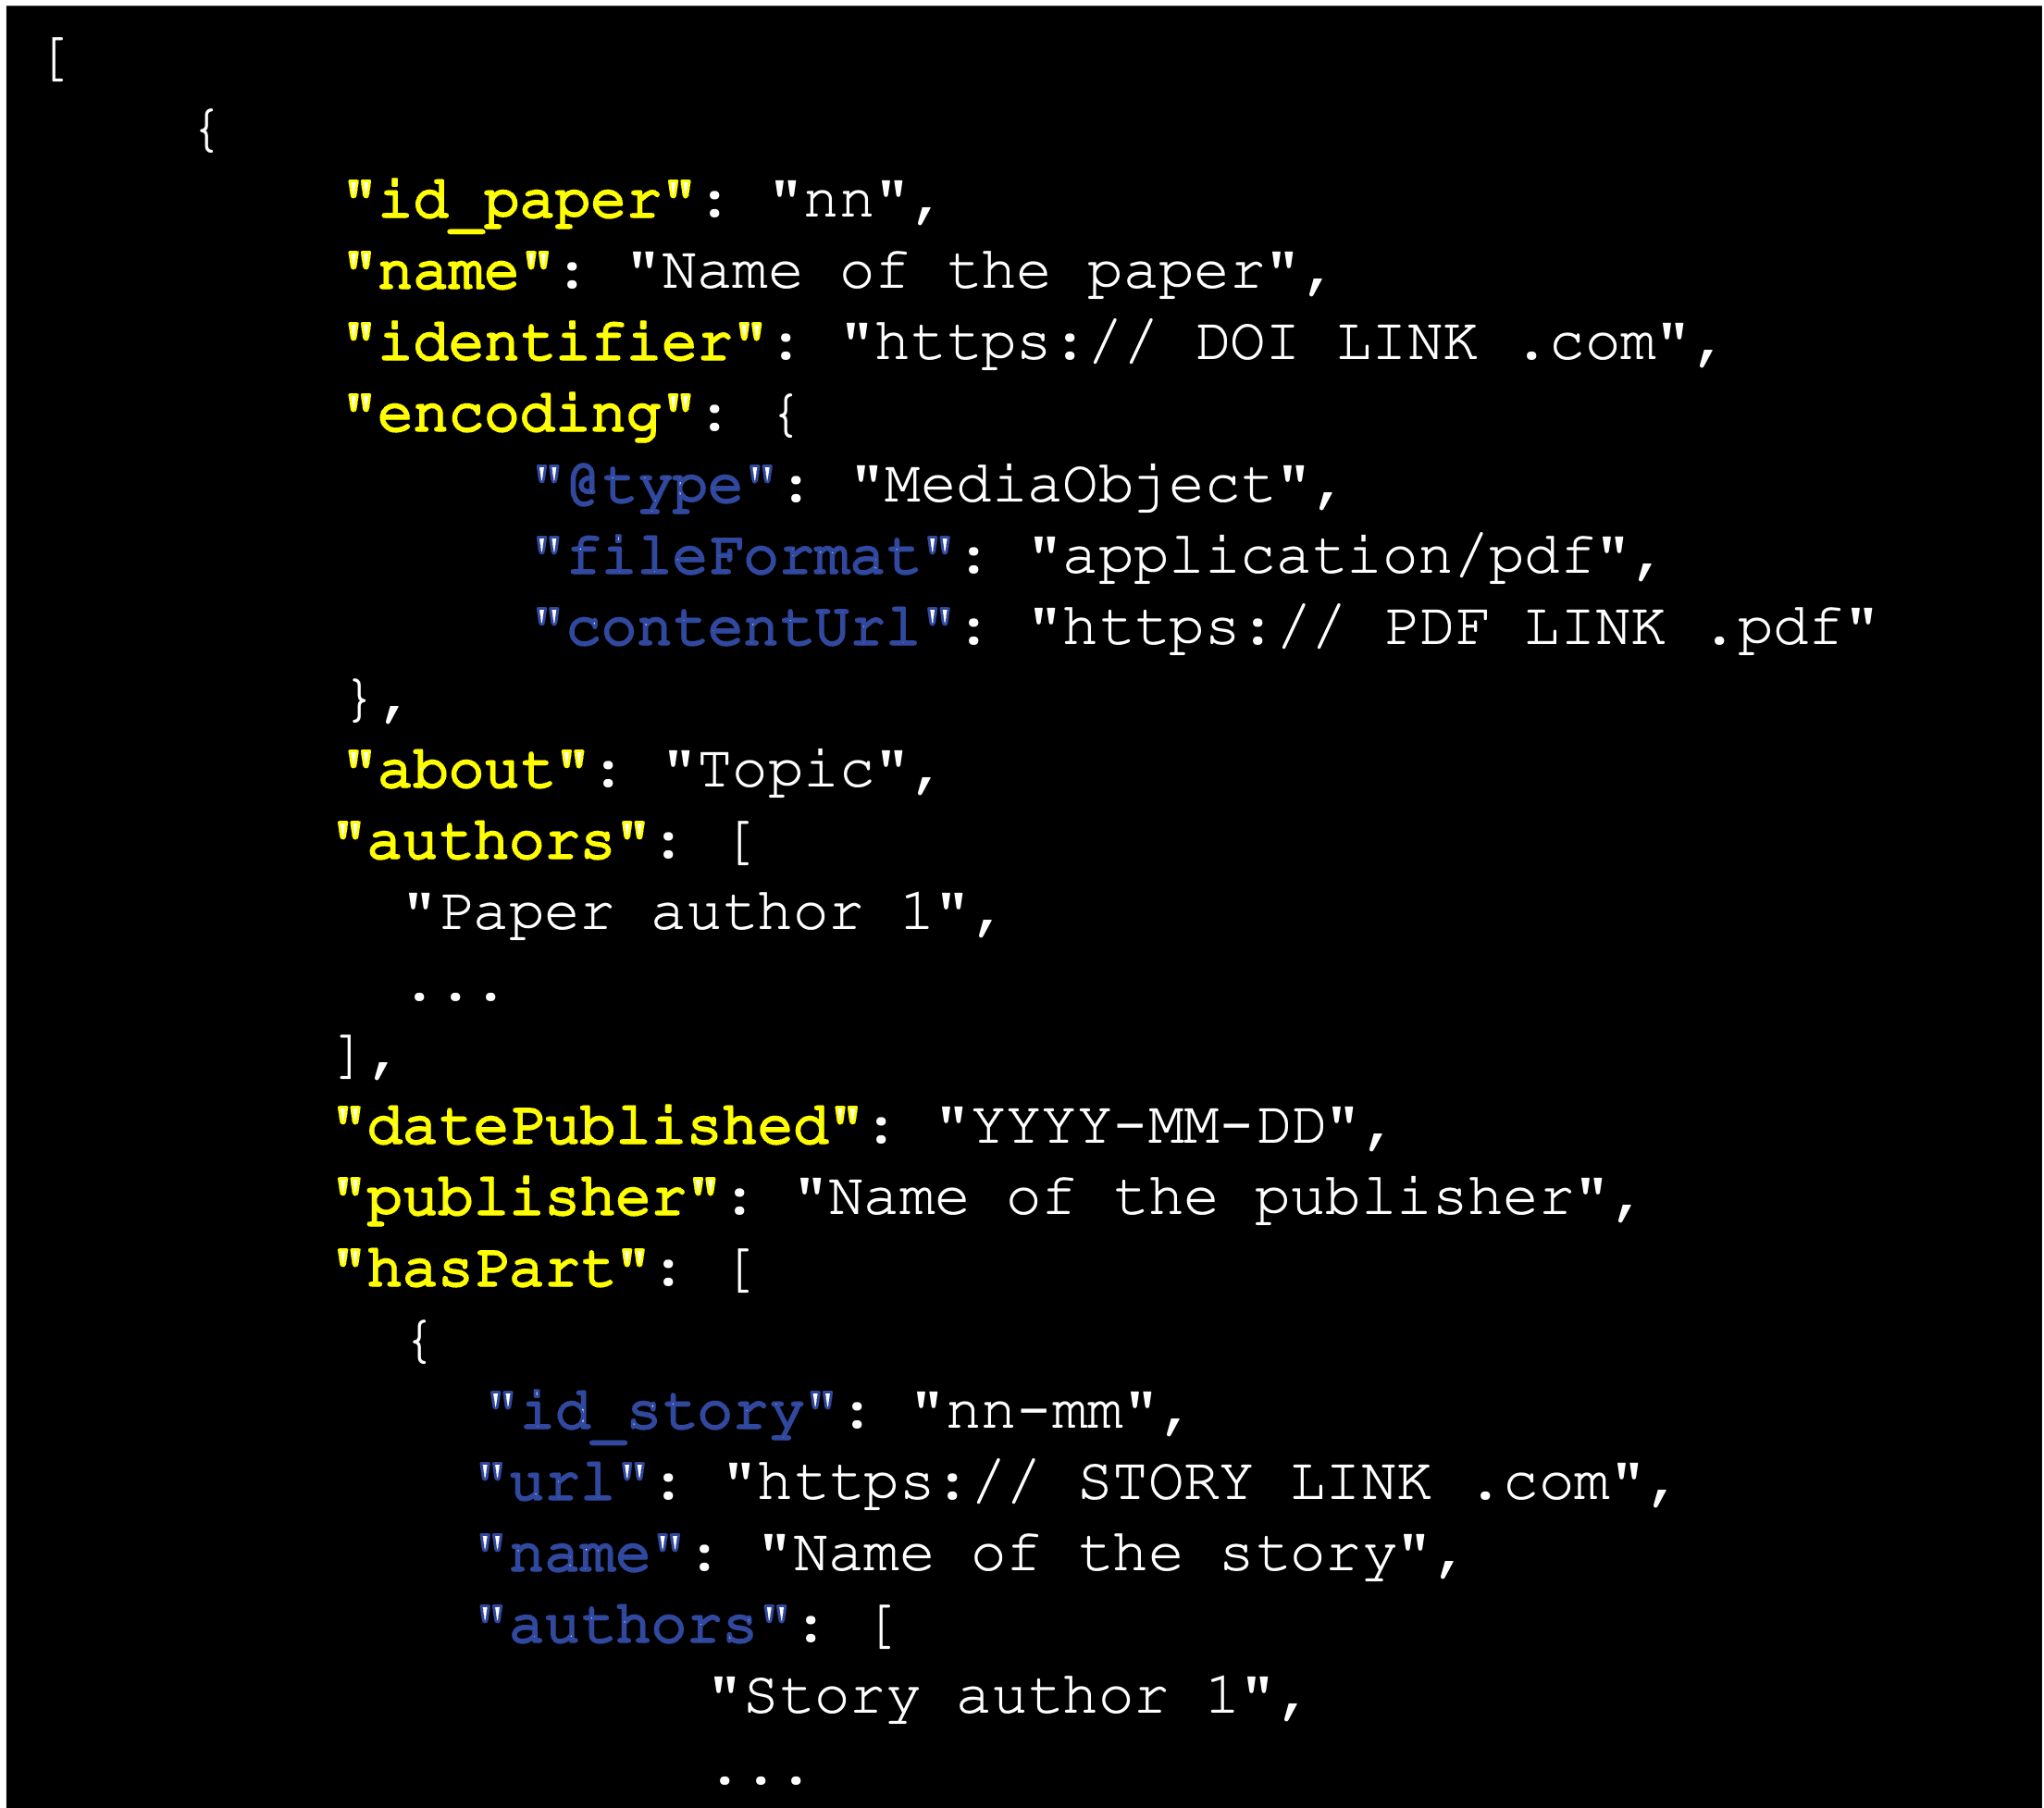 [
{
"id_paper": "nn",
"name": "Name of the paper",
"identifier": "https:// DOI LINK .com",
"encoding": {
"@type": "MediaObject",
"fileFormat": "application/pdf",
"contentUrl": "https:// PDF LINK .pdf"
},
"about": "Topic",
"authors": [
"Paper author 1",
...
],
"datePublished": "YYYY-MM-DD",
"publisher": "Name of the publisher",
"hasPart": [
{
"id_story": "nn-mm",
"url": "https:// STORY LINK .com",
"name": "Name of the story",
"authors": [
"Story author 1",
...